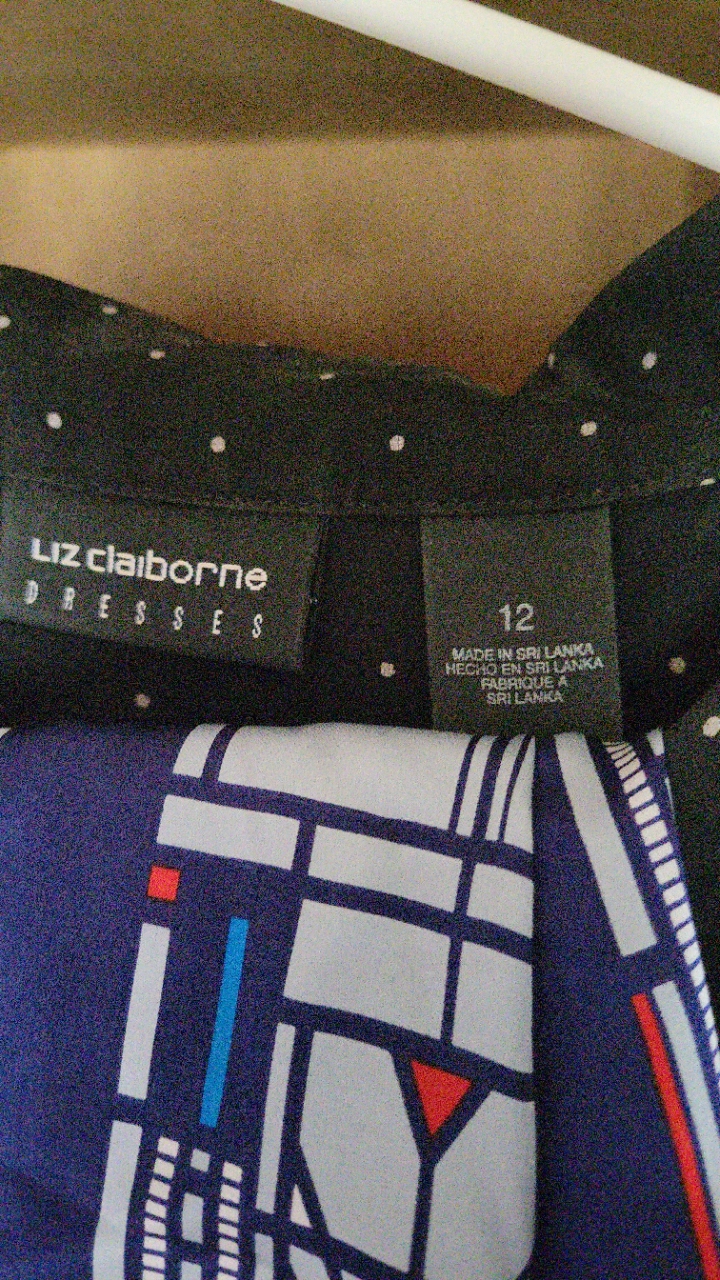 Liz claiborne
DRESSES
12
MADE IN SRI LANKA
HECHO EN SRI LANKA
FABRIQUE A
SRI LANKA